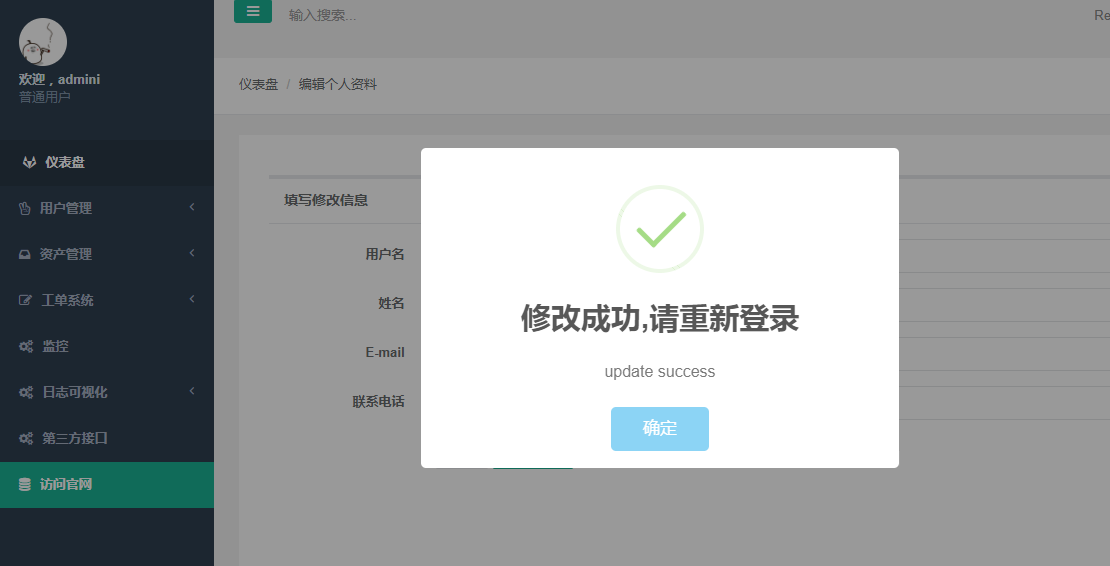 欢迎，admini
普通用户
仪表盘
用户管理
资产管理
工单系统
监控
日志可视化
第三方接口
访问官网
输入搜索...
Re
仪表盘 / 编辑个人资料
填写修改信息
用户名
姓名
E-mail
联系电话
修改成功,请重新登录
update success
确定